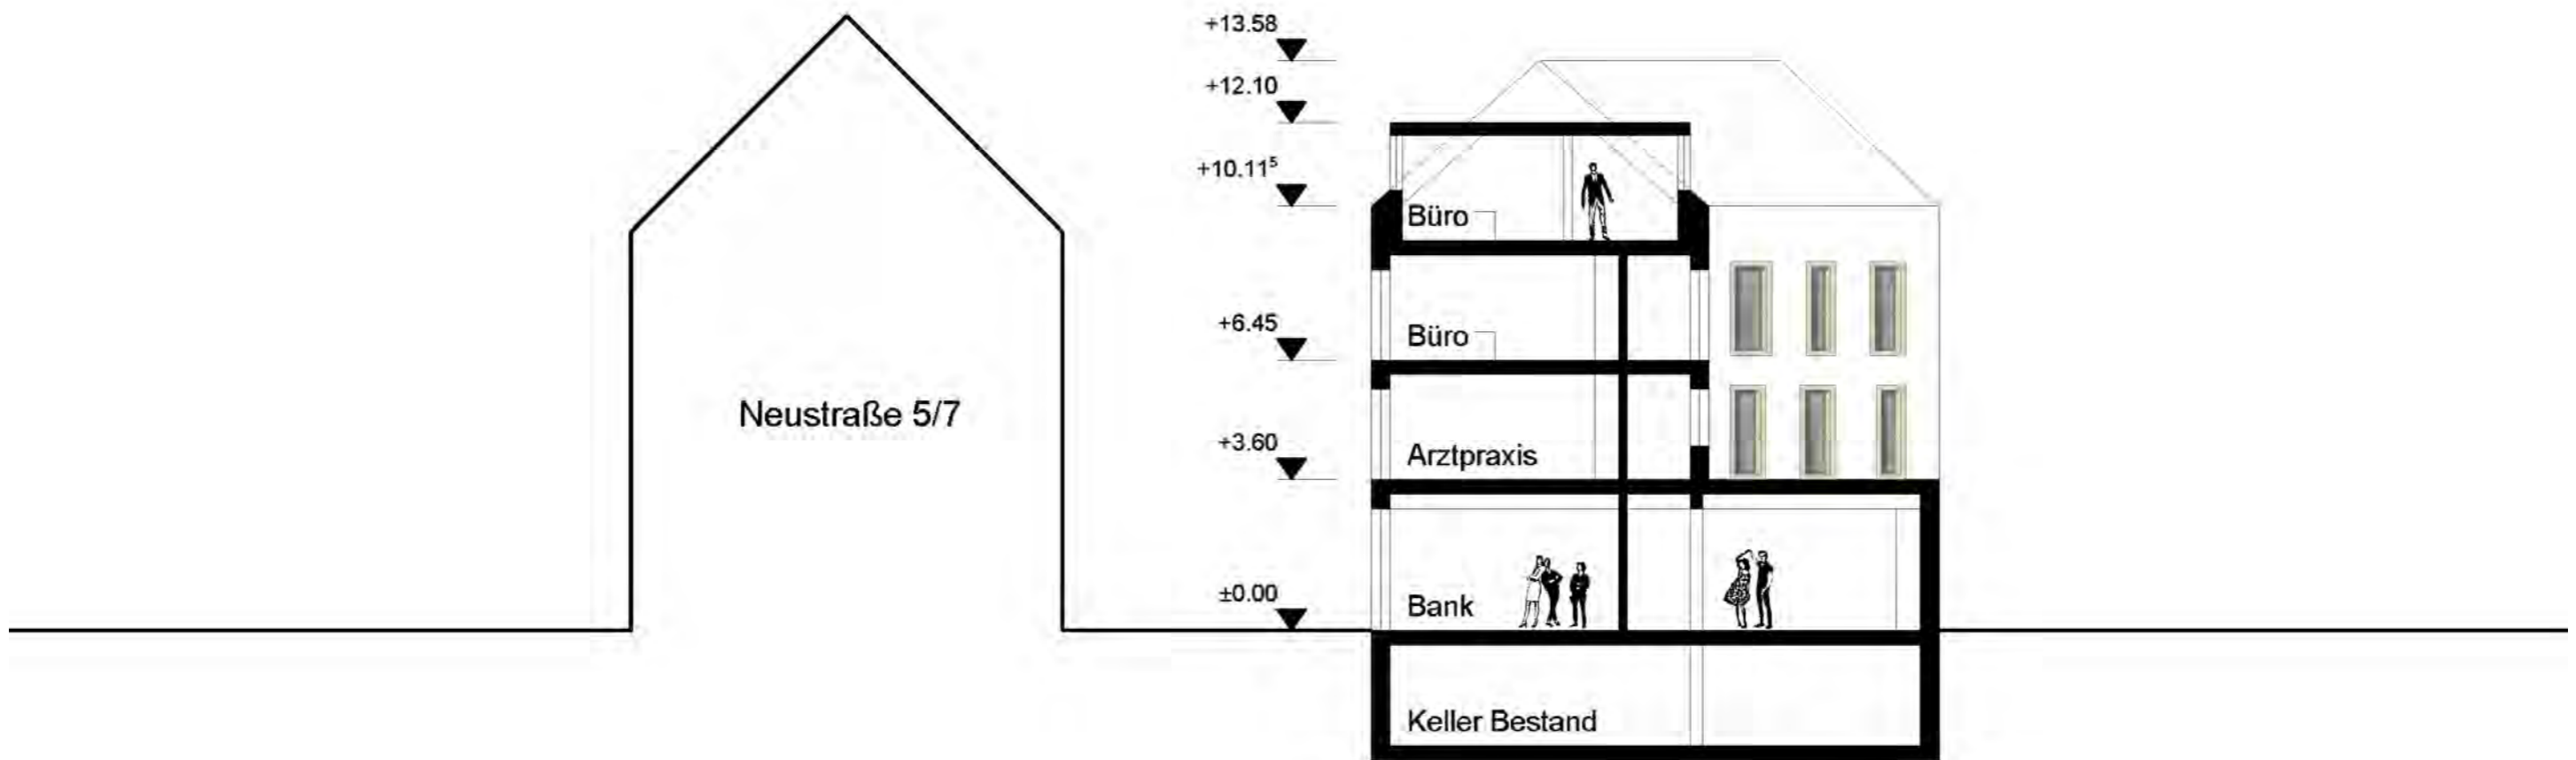 +13.58
+12.10
+10.11⁵
Büro
+6.45
Büro
Neustraße 5/7
+3.60
Arztpraxis
±0.00
Bank
Keller Bestand